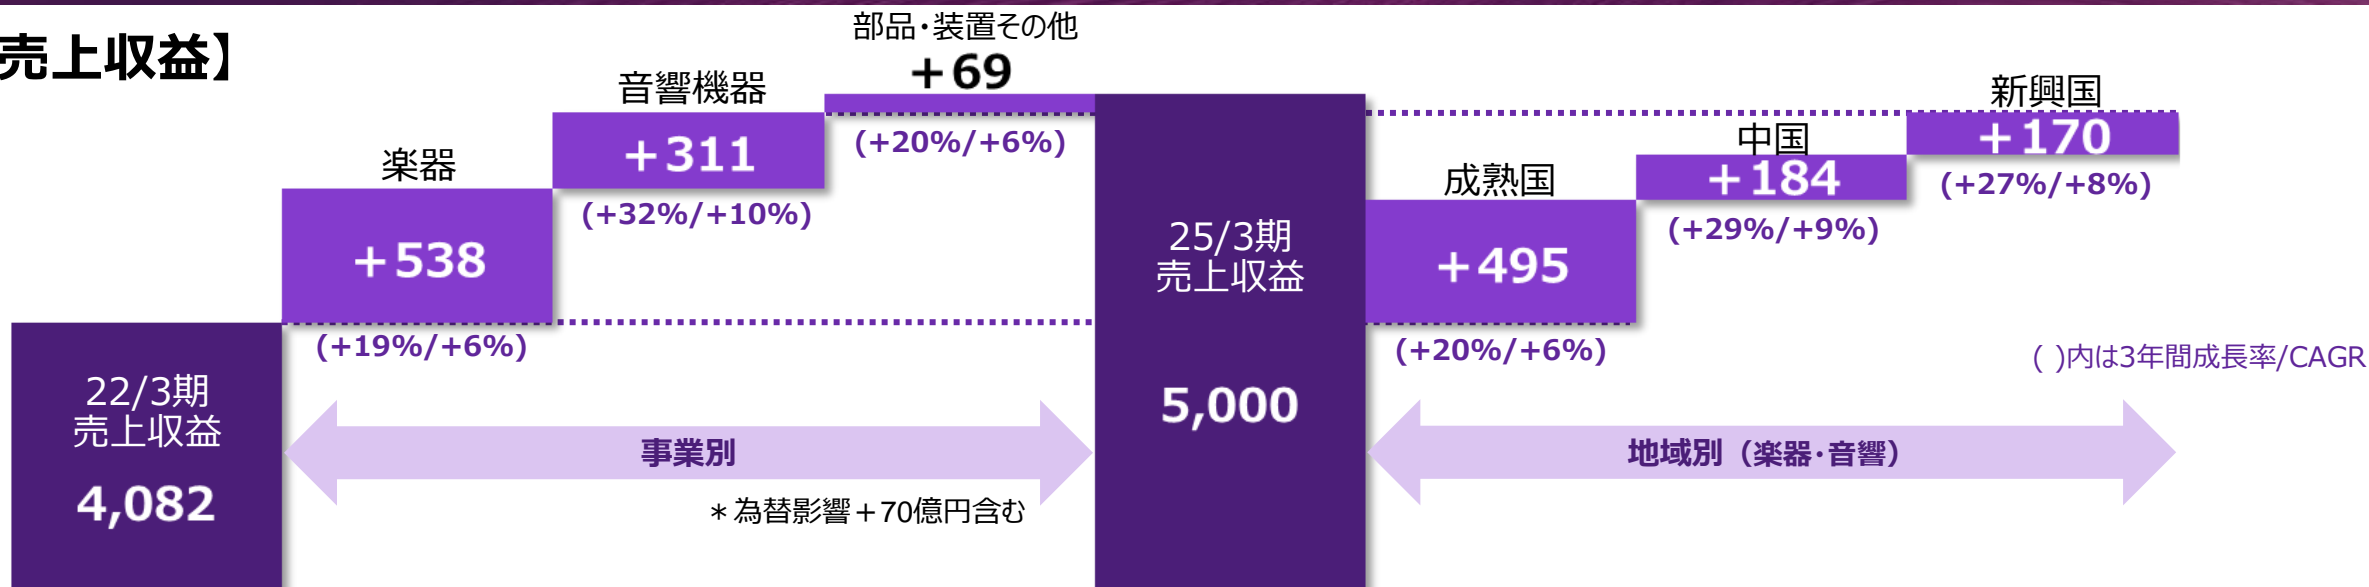 売上収益】
部品・装置その他
+69
(+20%/+6%)
音響機器
+311
(+32%/+10%)
楽器
+538
(+19%/+6%)
22/3期
売上収益
4,082
事業別
＊為替影響＋70億円含む
25/3期
売上収益
5,000
成熟国
+495
(+20%/+6%)
中国
+184
(+29%/+9%)
新興国
+170
(+27%/+8%)
( )内は3年間成長率/CAGR
地域別（楽器・音響）